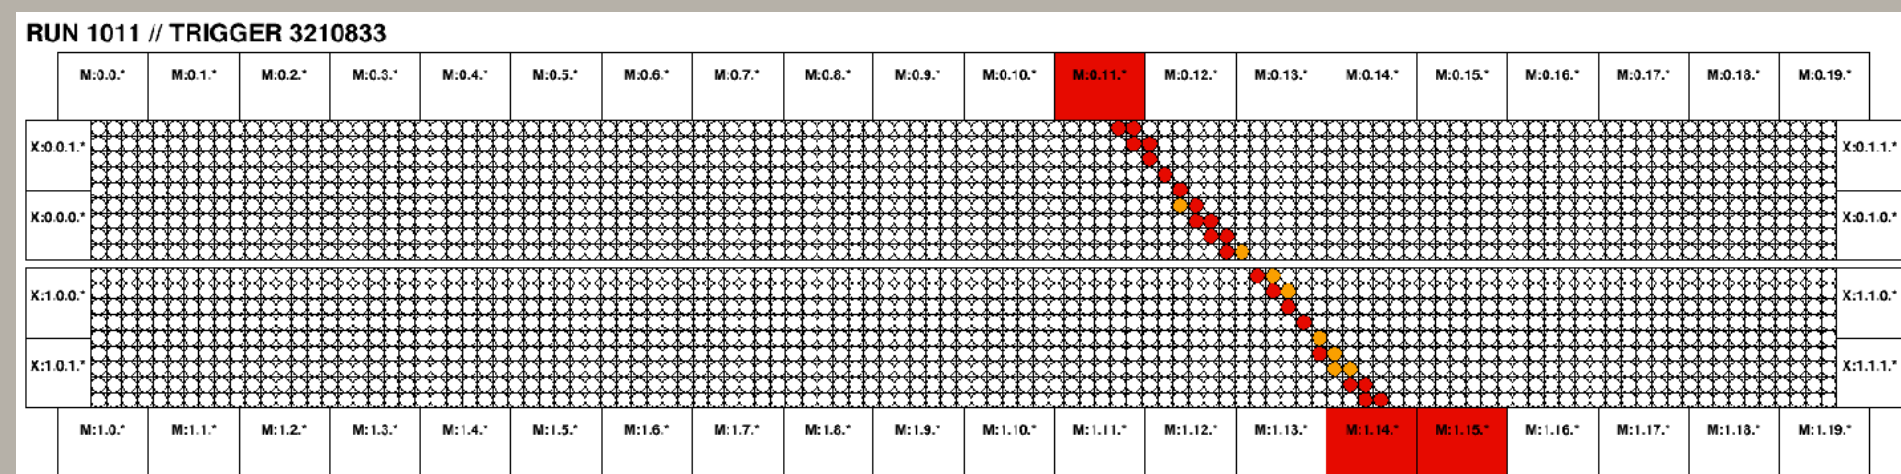 RUN 1011 // TRIGGER 3210833
M:0.0.* M:0.1.* M:0.2.* M:0.3.* M:0.4.* M:0.5.* M:0.6.* M:0.7.* M:0.8.* M:0.9.* M:0.10.* M:0.11.* M:0.12.* M:0.13.* M:0.14.* M:0.15.* M:0.16.* M:0.17.* M:0.18.* M:0.19.*
X:0.0.1.* X:0.1.1.*
X:0.0.0.* X:0.1.0.*
X:1.0.0.* X:1.1.0.*
X:1.0.1.* X:1.1.1.*
M:1.0.* M:1.1.* M:1.2.* M:1.3.* M:1.4.* M:1.5.* M:1.6.* M:1.7.* M:1.8.* M:1.9.* M:1.10.* M:1.11.* M:1.12.* M:1.13.* M:1.14.* M:1.15.* M:1.16.* M:1.17.* M:1.18.* M:1.19.*